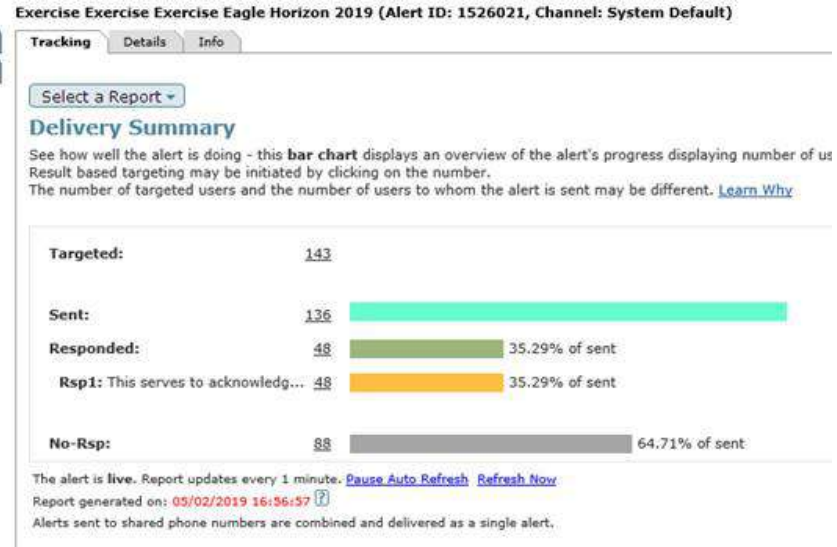 Exercise Exercise Exercise Eagle Horizon 2019 (Alert ID: 1526021, Channel: System Default)
Tracking Details Info
Select a Report
Delivery Summary
See how well the alert is doing - this bar chart displays an overview of the alert's progress displaying number of us
Result based targeting may be initiated by clicking on the number.
The number of targeted users and the number of users to whom the alert is sent may be different. Learn Why
Targeted: 143
Sent: 136
Responded: 48 35.29% of sent
Rsp1: This serves to acknowledg... 48 35.29% of sent
No-Rsp: 88 64.71% of sent
The alert is live. Report updates every 1 minute. Pause Auto Refresh Refresh Now
Report generated on: 05/02/2019 16:56:57 ?
Alerts sent to shared phone numbers are combined and delivered as a single alert.